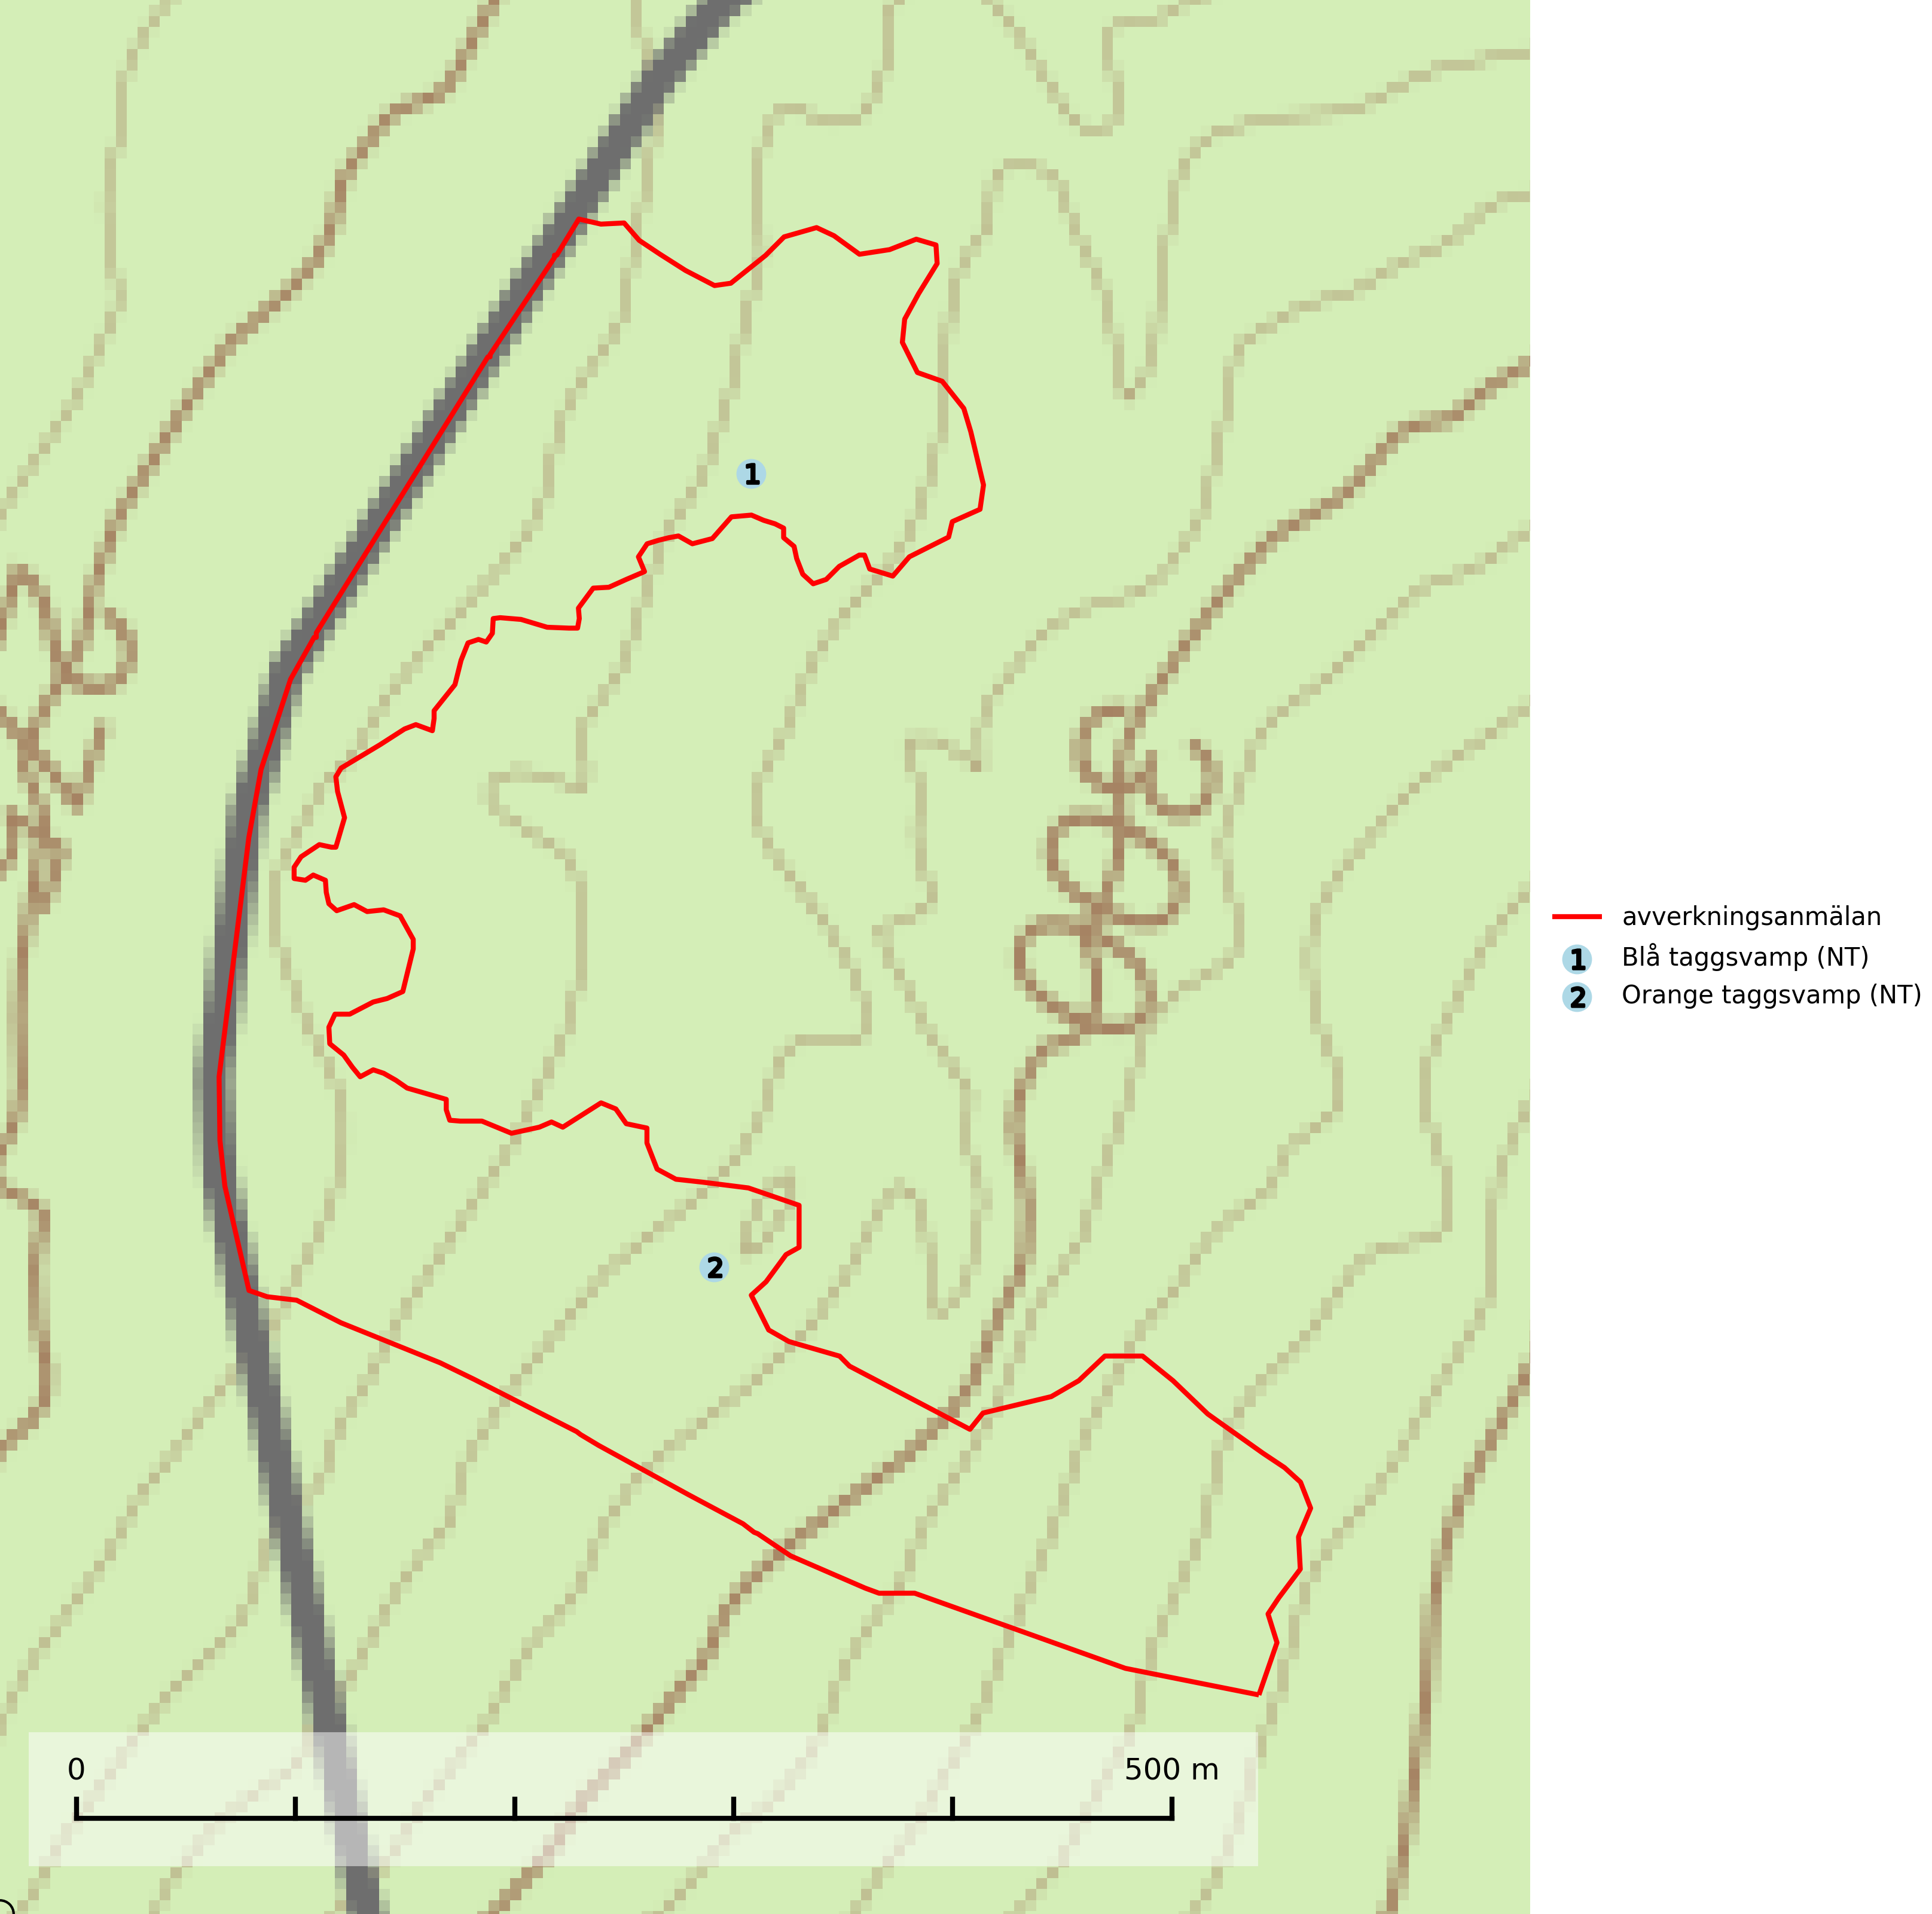 1
2
avverkningsanmälan
1 Blå taggsvamp (NT)
2 Orange taggsvamp (NT)
0 500 m